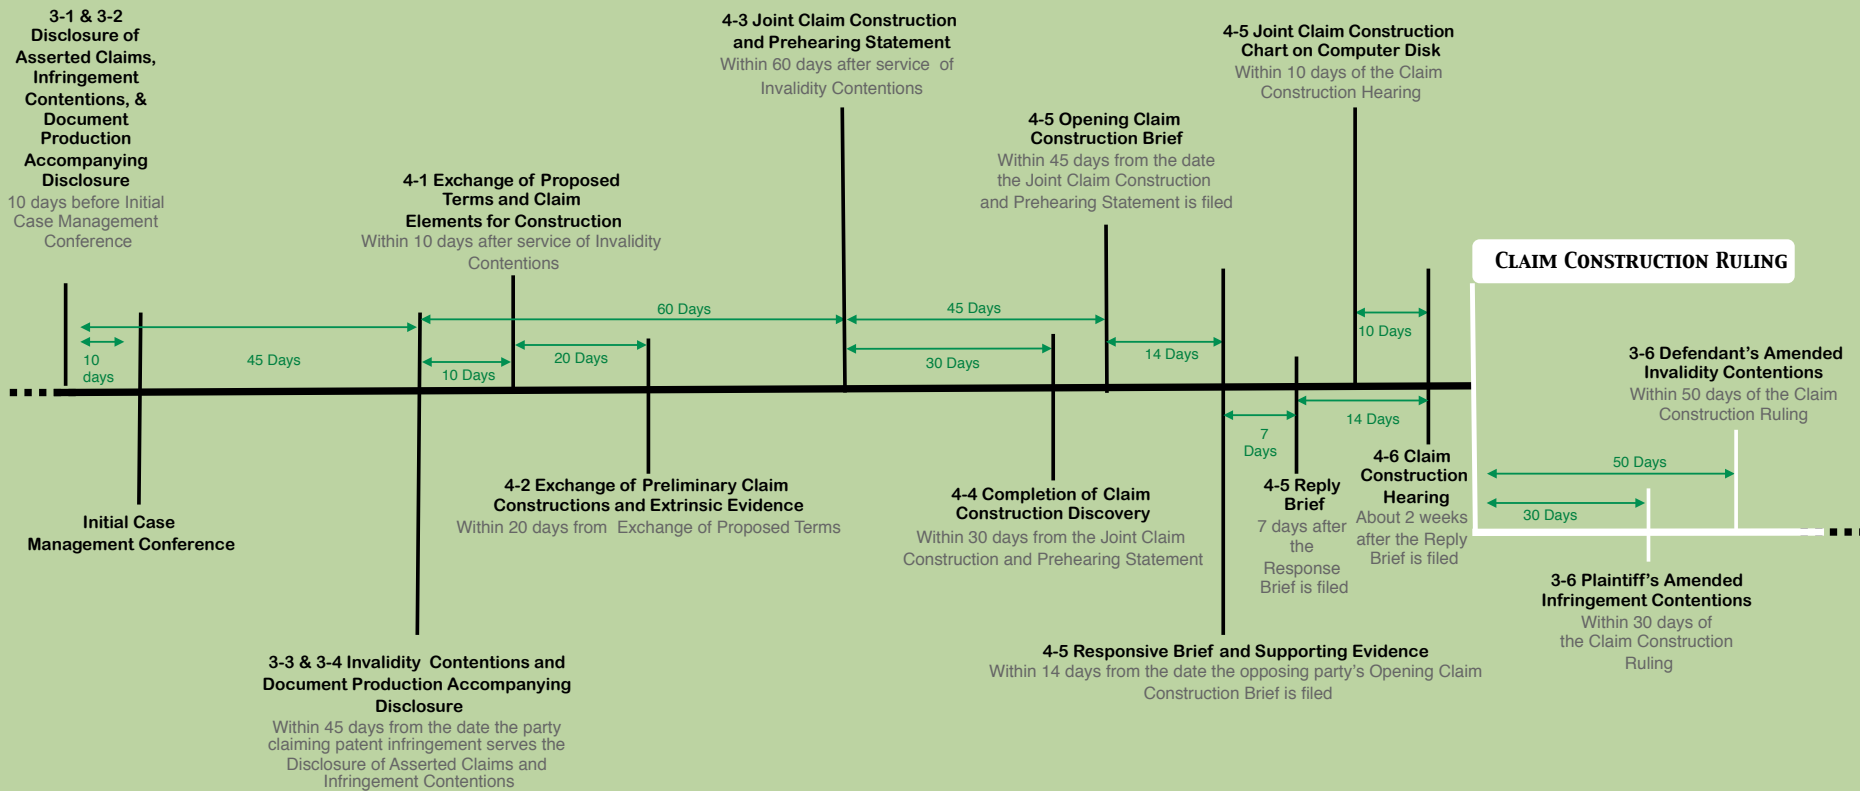 3-1 & 3-2
Disclosure of
Asserted Claims,
Infringement
Contentions, &
Document
Production
Accompanying
Disclosure
10 days before Initial
Case Management
Conference
4-1 Exchange of Proposed
Terms and Claim
Elements for Construction
Within 10 days after service of Invalidity
Contentions
4-3 Joint Claim Construction
and Prehearing Statement
Within 60 days after service of
Invalidity Contentions
4-5 Opening Claim
Construction Brief
Within 45 days from the date
the Joint Claim Construction
and Prehearing Statement is filed
4-5 Joint Claim Construction
Chart on Computer Disk
Within 10 days of the Claim
Construction Hearing
CLAIM CONSTRUCTION RULING
3-6 Defendant's Amended
Invalidity Contentions
Within 50 days of the Claim
Construction Ruling
10
days
45 Days
60 Days
10 Days
20 Days
45 Days
30 Days
14 Days
7
Days
10 Days
14 Days
50 Days
30 Days
Initial Case
Management Conference
3-3 & 3-4 Invalidity Contentions and
Document Production Accompanying
Disclosure
Within 45 days from the date the party
claiming patent infringement serves the
Disclosure of Asserted Claims and
Infringement Contentions
4-2 Exchange of Preliminary Claim
Constructions and Extrinsic Evidence
Within 20 days from Exchange of Proposed Terms
4-4 Completion of Claim
Construction Discovery
Within 30 days from the Joint Claim
Construction and Prehearing Statement
4-5 Responsive Brief and Supporting Evidence
Within 14 days from the date the opposing party's Opening Claim
Construction Brief is filed
4-5 Reply
Brief
7 days after
the
Response
Brief is filed
4-6 Claim
Construction
Hearing
About 2 weeks
after the Reply
Brief is filed
3-6 Plaintiff's Amended
Infringement Contentions
Within 30 days of
the Claim Construction
Ruling